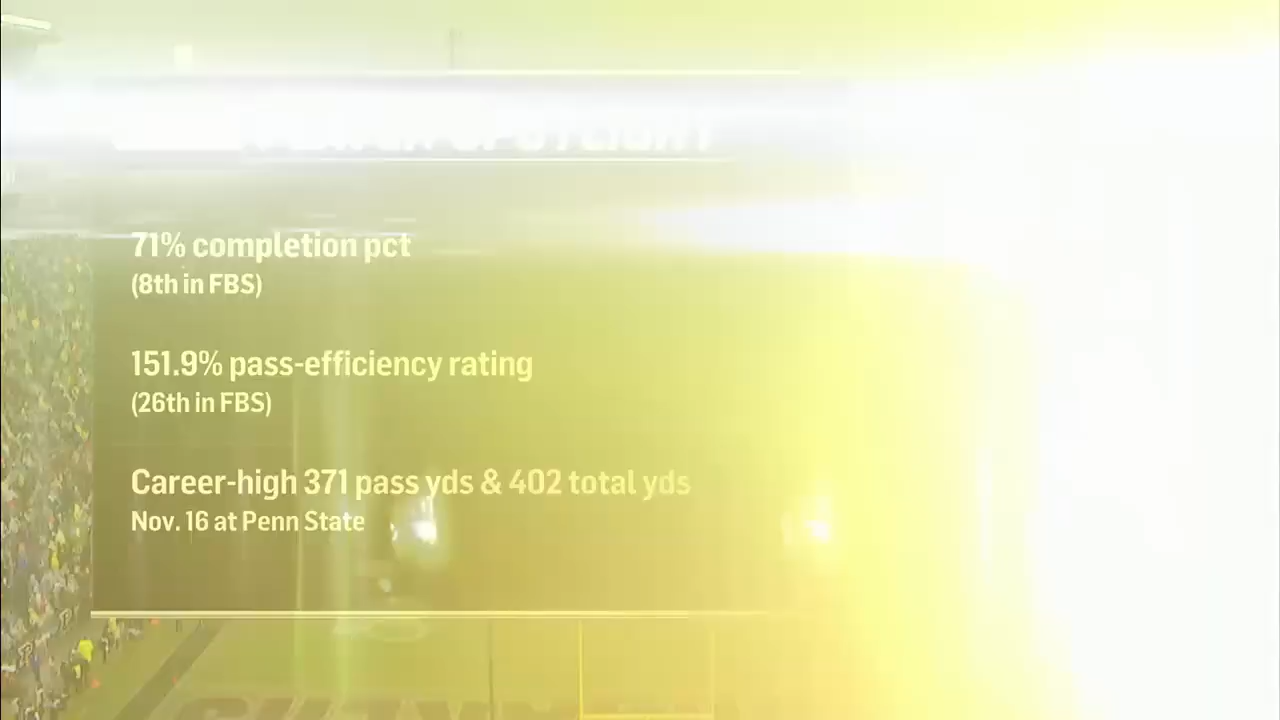 71% completion pct
(8th in FBS)
151.9% pass-efficiency rating
(26th in FBS)
Career-high 371 pass yds & 402 total yds
Nov. 16 at Penn State